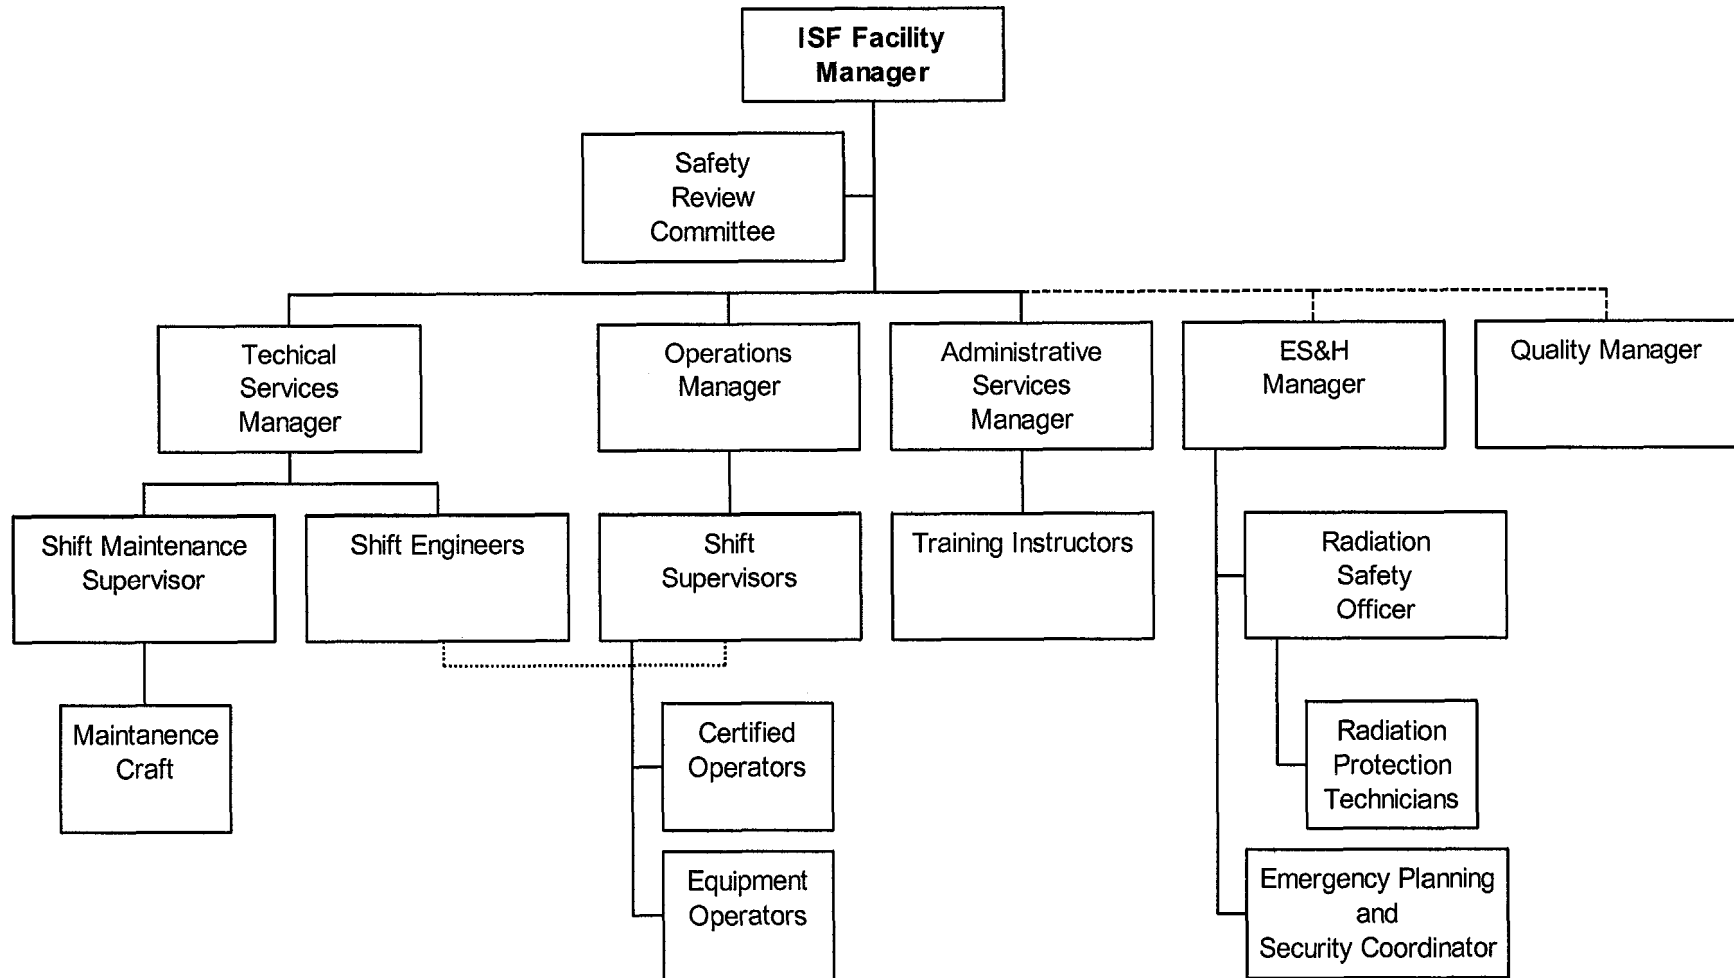 ISF Facility
Manager
Safety
Review
Committee
Techical
Services
Manager
Operations
Manager
Administrative
Services
Manager
ES&H
Manager
Quality Manager
Shift Maintenance
Supervisor
Shift Engineers
Shift
Supervisors
Training Instructors
Radiation
Safety
Officer
Maintanence
Craft
Certified
Operators
Radiation
Protection
Technicians
Equipment
Operators
Emergency Planning
and
Security Coordinator